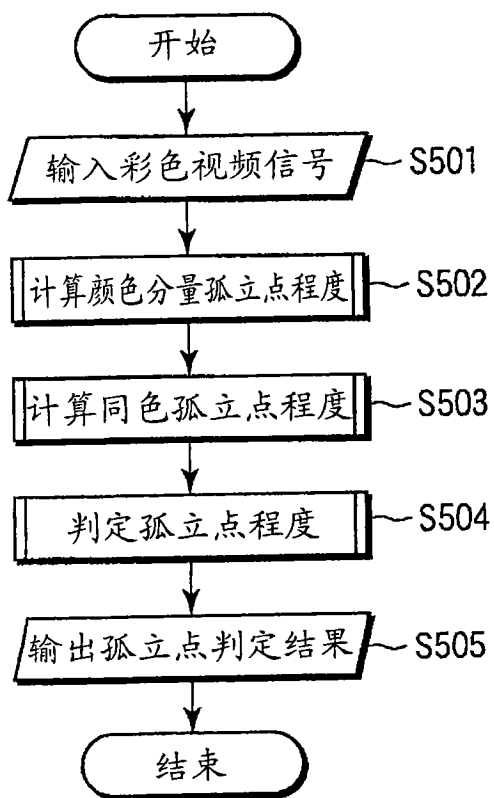 开始
输入彩色视频信号 S501
计算颜色分量孤立点程度 S502
计算同色孤立点程度 S503
判定孤立点程度 S504
输出孤立点判定结果 S505
结束